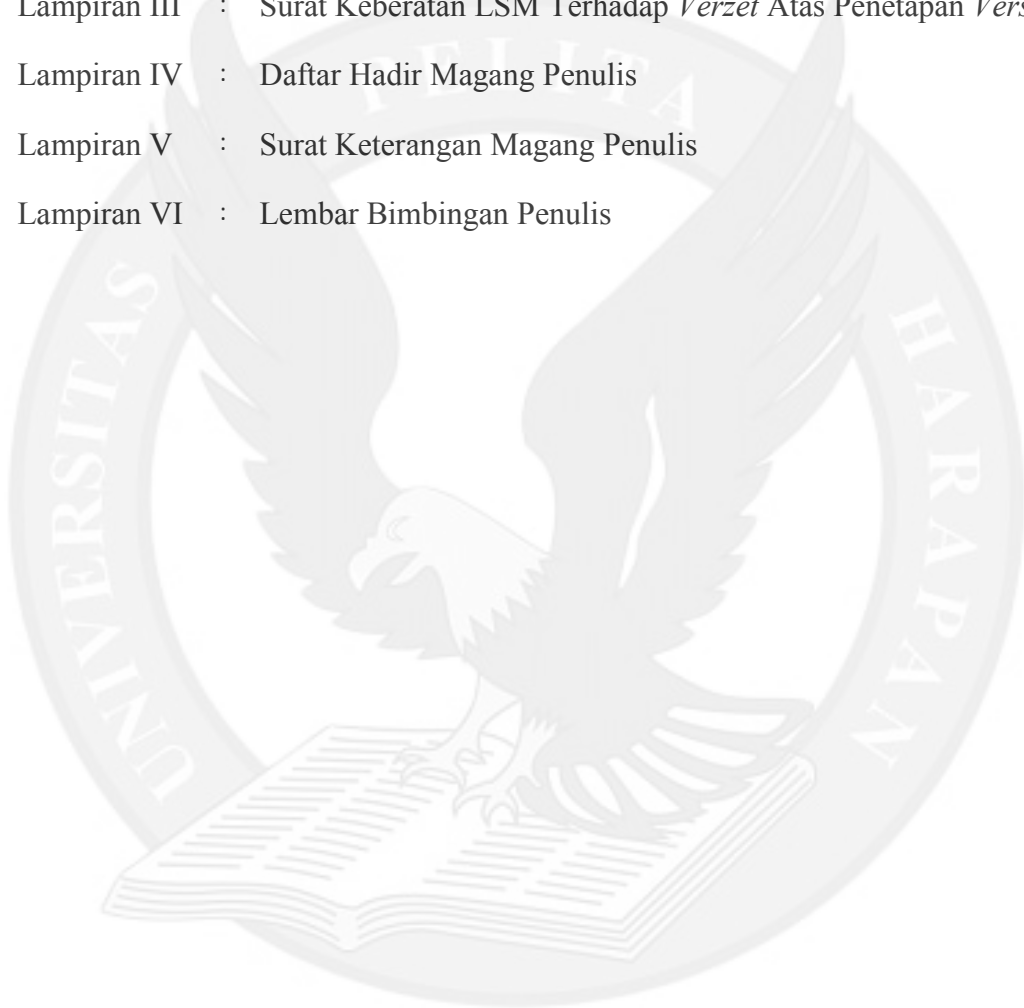 Lampiran III : Surat Keberatan LSM Terhadap Verzet Atas Penetapan
Lampiran IV : Daftar Hadir Magang Penulis
Lampiran V : Surat Keterangan Magang Penulis
Lampiran VI : Lembar Bimbingan Penulis
UNIVERSITAS PELITA HARAPAN